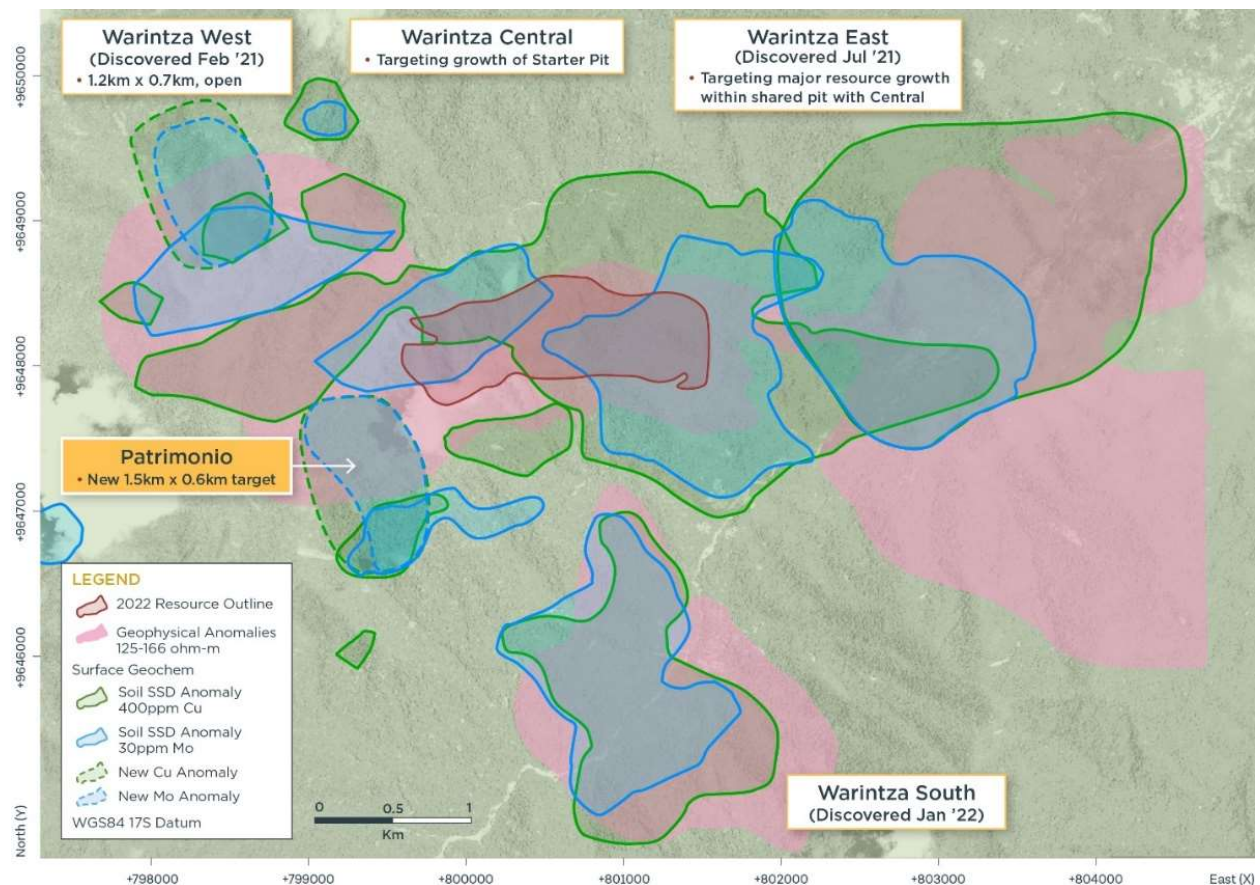 Warintza West
(Discovered Feb '21)
• 1.2km x 0.7km, open
Warintza Central
• Targeting growth of Starter Pit
Warintza East
(Discovered Jul '21)
• Targeting major resource growth
within shared pit with Central
+9650000
+9649000
+9648000
+9647000
+9646000
North (Y)
Patrimonio
• New 1.5km x 0.6km target
LEGEND
2022 Resource Outline
Geophysical Anomalies
125-166 ohm-m
Surface Geochem
Soil SSD Anomaly
400ppm Cu
Soil SSD Anomaly
30ppm Mo
New Cu Anomaly
New Mo Anomaly
WGS84 17S Datum
0 0.5 1
Km
Warintza South
(Discovered Jan '22)
+798000 +799000 +800000 +801000 +802000 +803000 +804000 East (X)